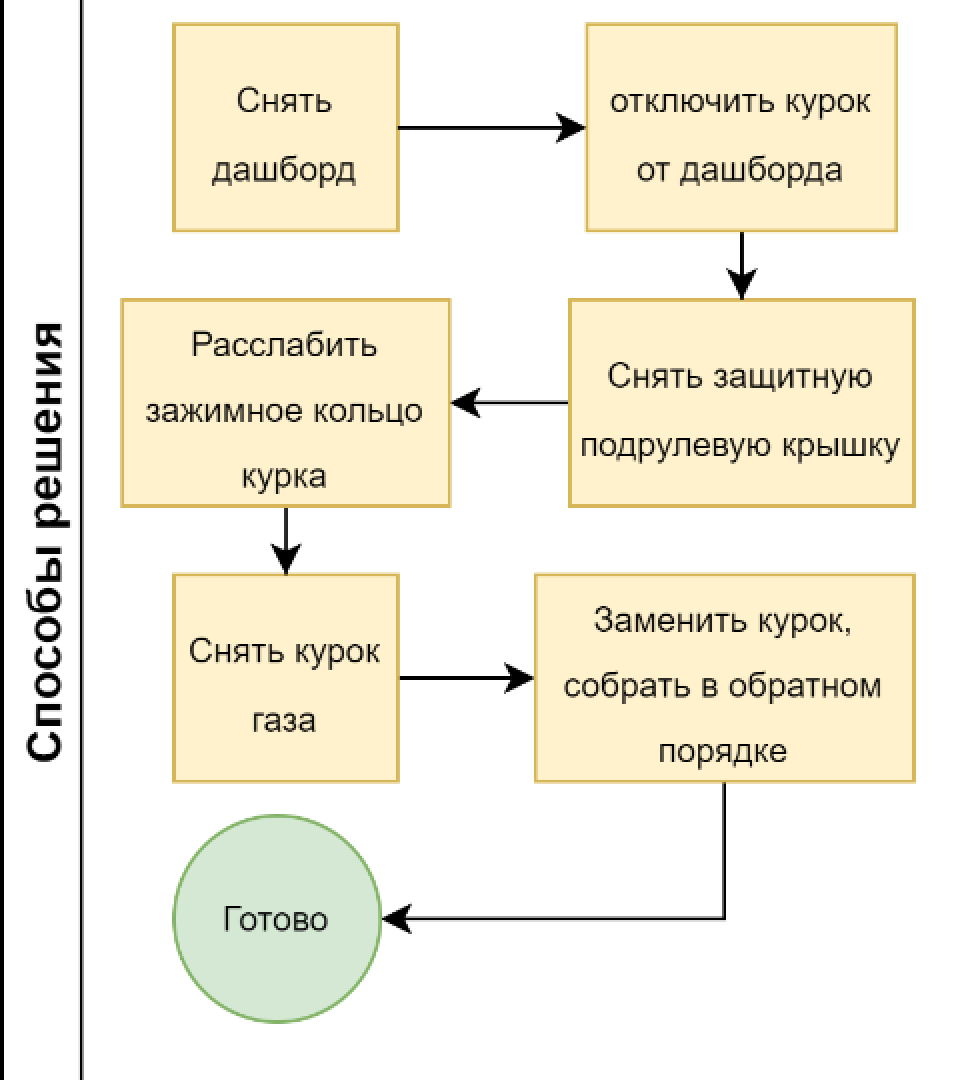 Способы решения
Снять
дашборд
отключить курок
от дашборда
Снять защитную
подрулевую крышку
Расслабить
зажимное кольцо
курка
Снять курок
газа
Заменить курок,
собрать в обратном
порядке
Готово